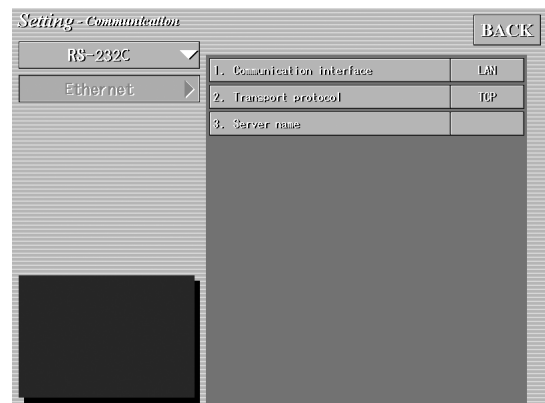 Setting - Communication
BACK
RS-232C
Ethernet
1. Communication interface LAN
2. Transport protocol TCP
3. Server name